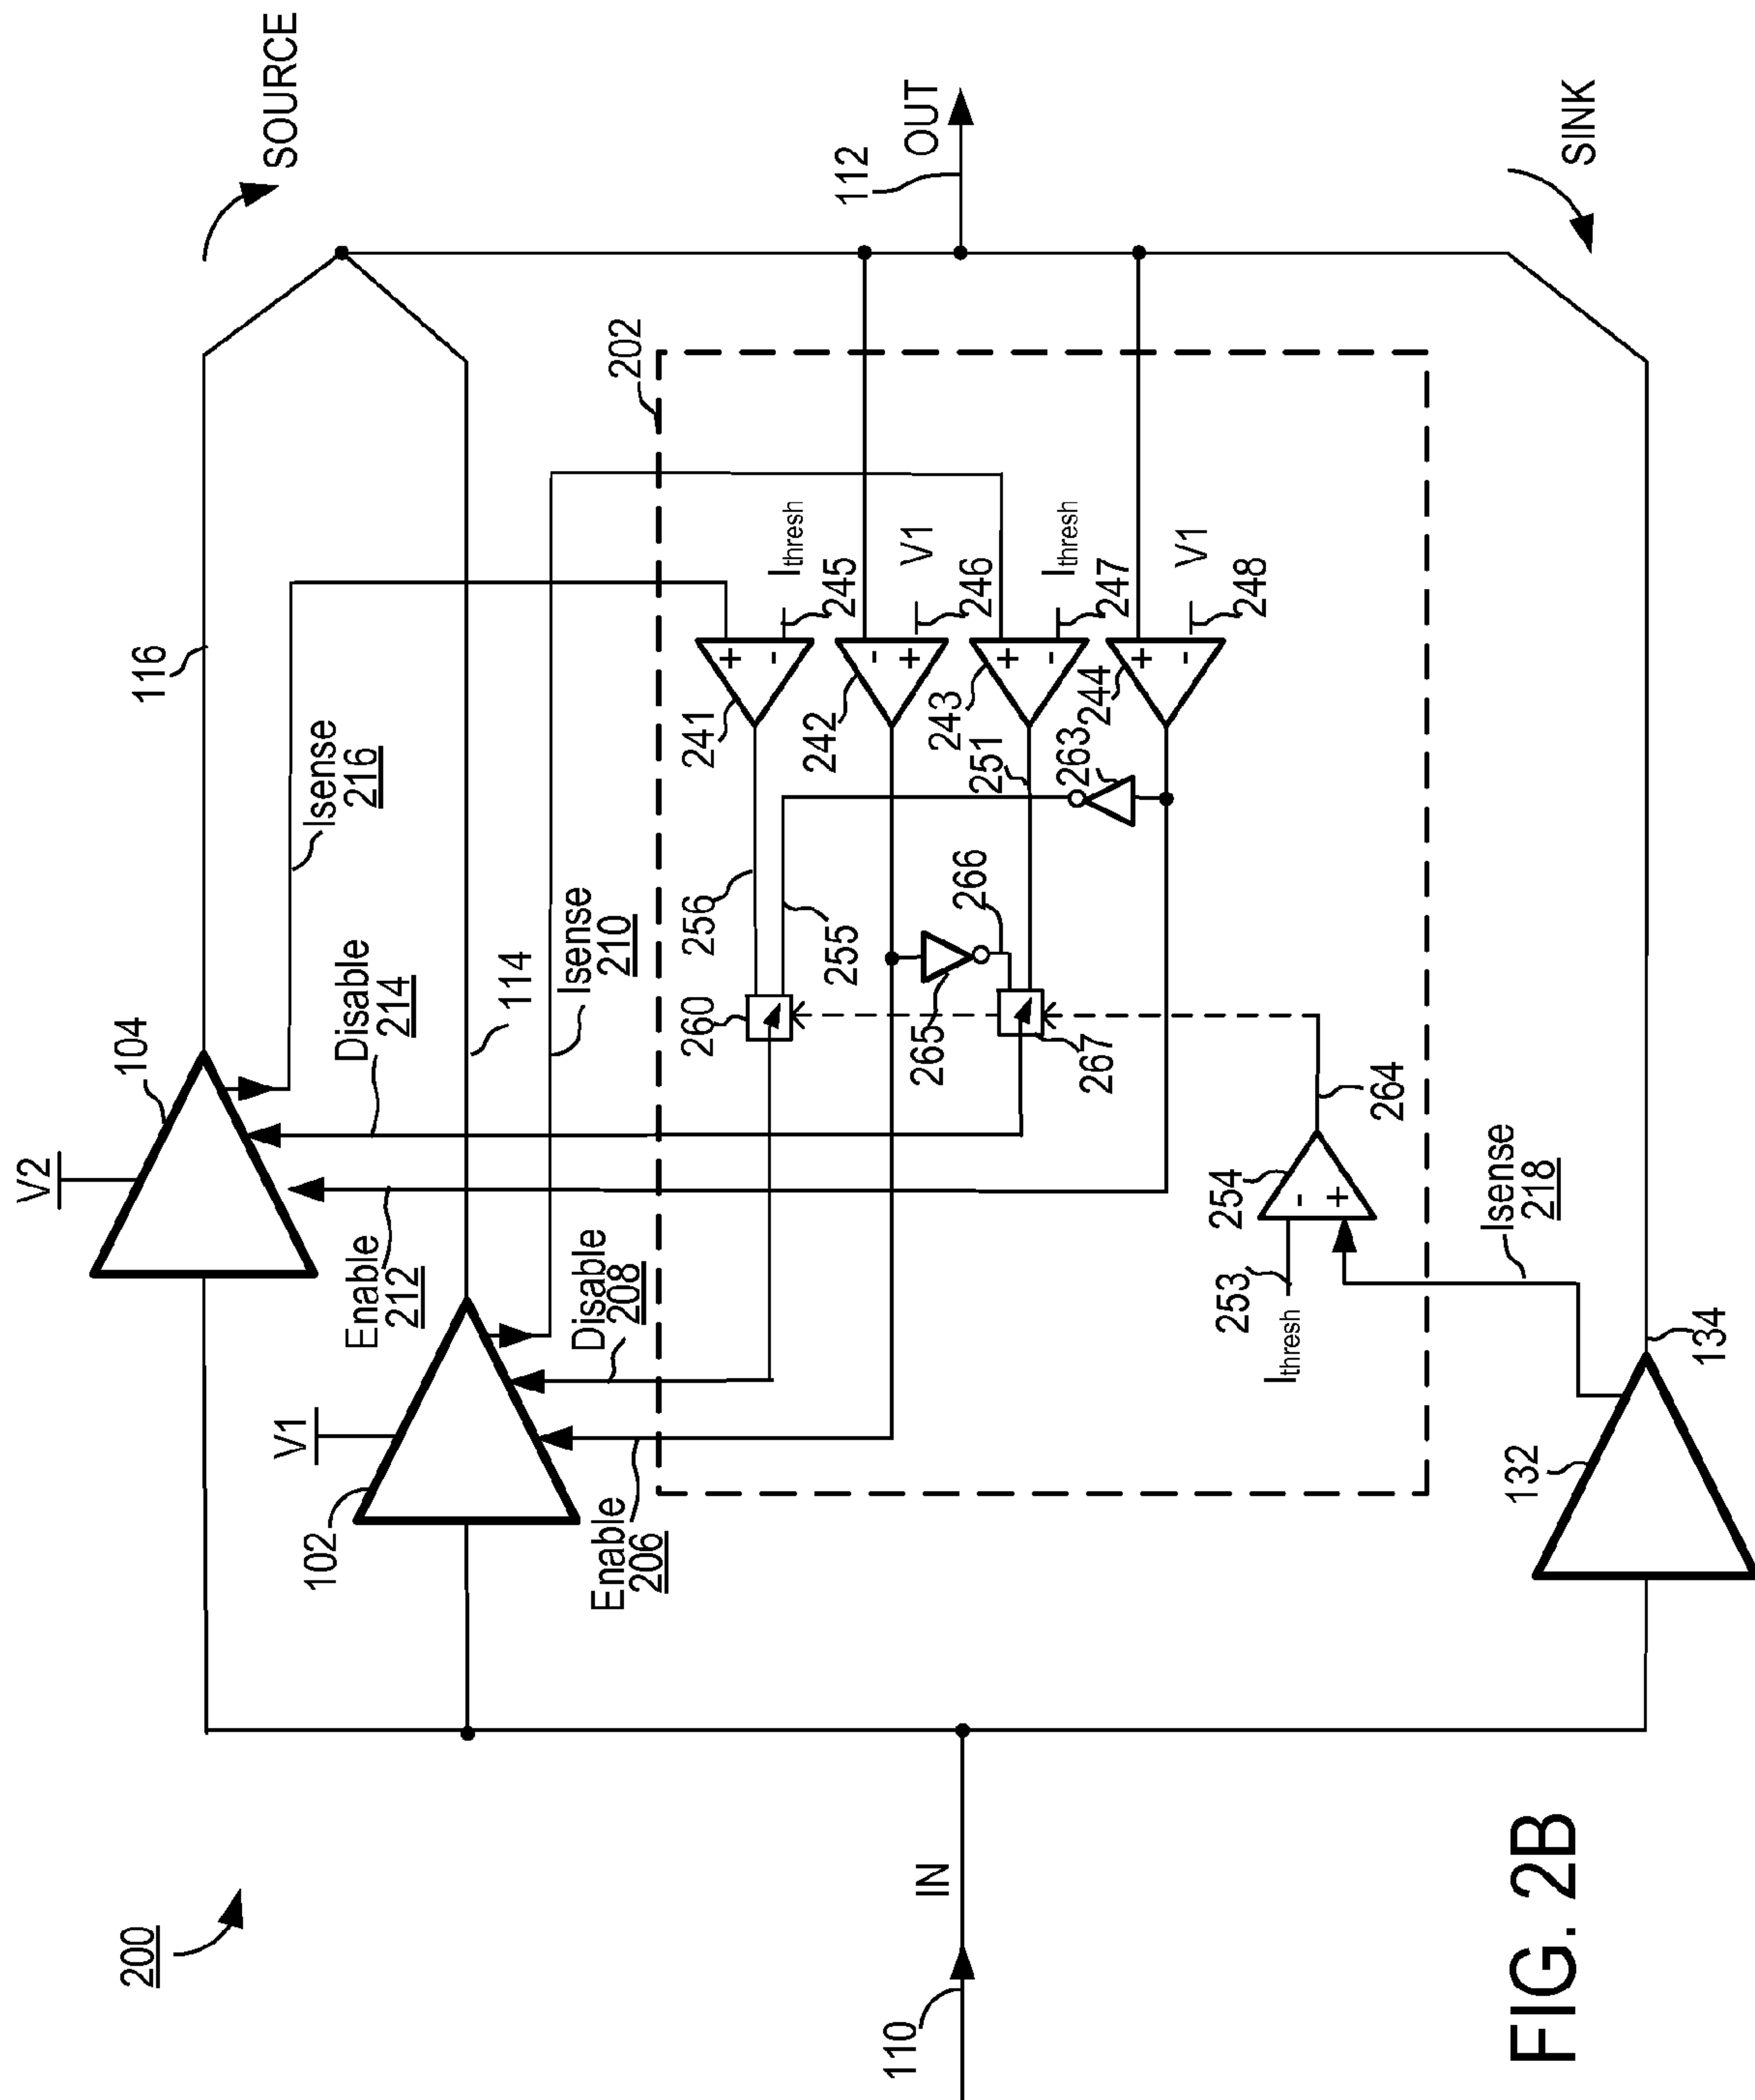 200
V2
104
116
SOURCE
Disable
214
Isense
216
Enable
212
V1
102
114
Isense
210
Disable
208
Enable
206
202
256
255
260
241
Ithresh
245
242
V1
246
243
Ithresh
247
244
V1
248
251
263
265
266
267
112
OUT
110
IN
254
-
+
264
253
Ithresh
Isense
218
132
134
SINK
+
-
-
+
+
-
+
-
FIG. 2B